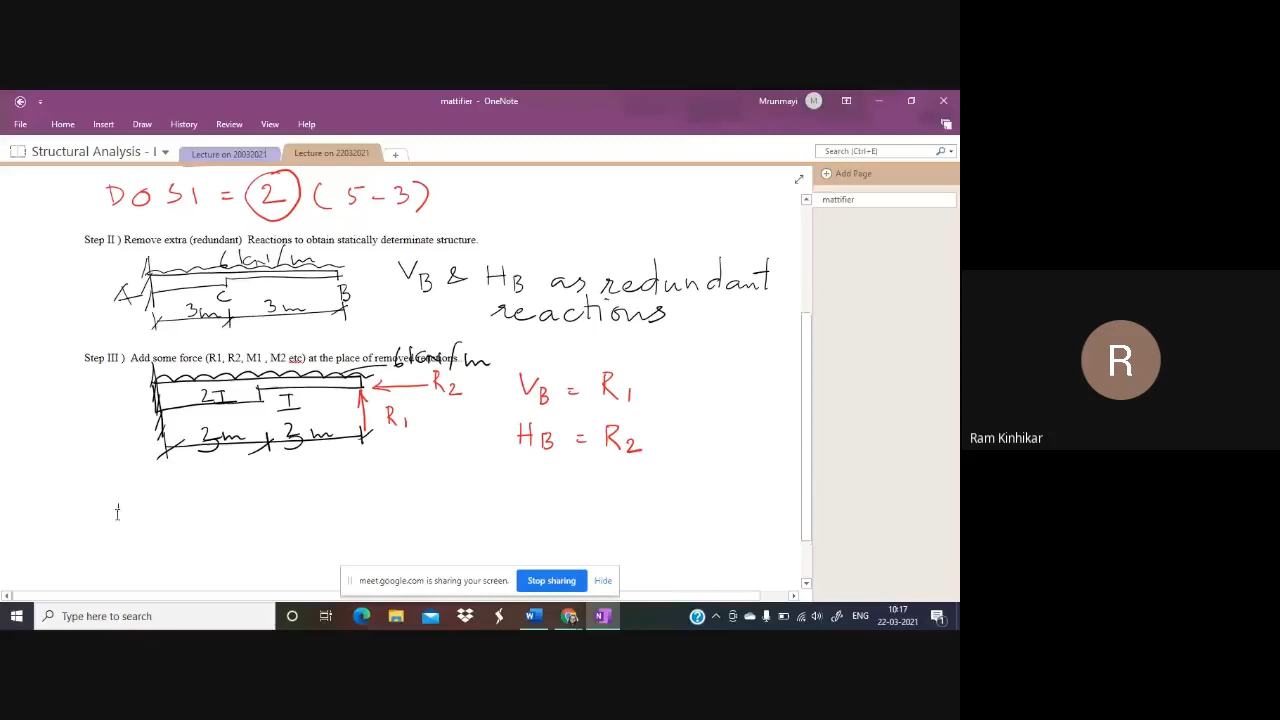 mattifier - OneNote
Mrunmayi
M
File Home Insert Draw History Review View Help
Structural Analysis - I
Lecture on 20032021
Lecture on 22032021
Search (Ctrl+E)
Add Page
mattifier
DOSI = 2 (5-3)
Step II ) Remove extra (redundant) Reactions to obtain statically determinate structure.
6 kN/m
A
C
B
3m 3m
VB & HB as redundant
reactions
Step III ) Add some force (R1, R2, M1 , M2 etc) at the place of removed reactions.
6 kN/m
2I
I
R2
R1
3m 3m
VB = R1
HB = R2
meet.google.com is sharing your screen.
Stop sharing
Hide
Type here to search
ENG
10:17
22-03-2021
1
R
Ram Kinhikar